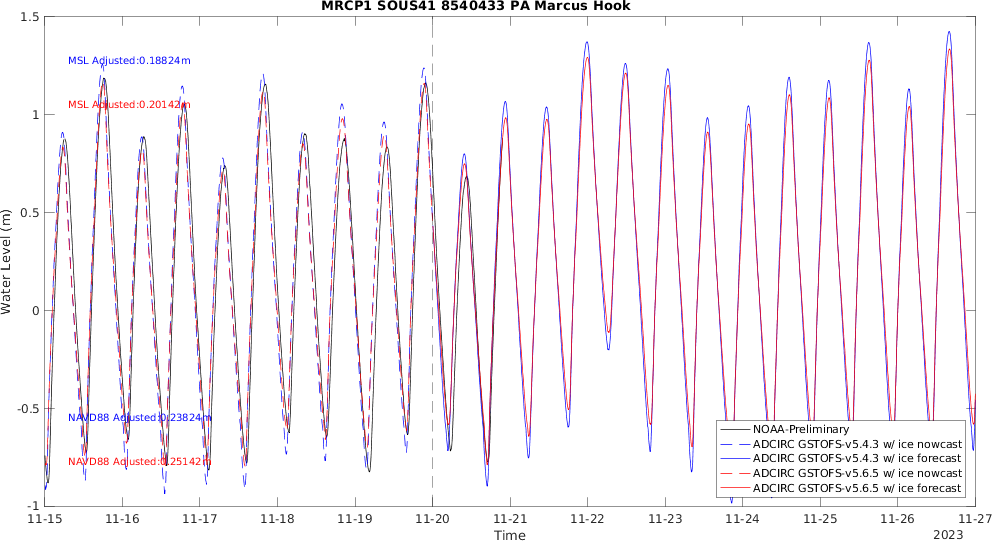 MRCP1 SOUS41 8540433 PA Marcus Hook
1.5
1
0.5
0
-0.5
-1
Water Level (m)
MSL Adjusted:0.18824m
MSL Adjusted:0.20142m
NAVD88 Adjusted:0.23824m
NAVD88 Adjusted:0.25142m
NOAA-Preliminary
ADCIRC GSTOFS-v5.4.3 w/ ice nowcast
ADCIRC GSTOFS-v5.4.3 w/ ice forecast
ADCIRC GSTOFS-v5.6.5 w/ ice nowcast
ADCIRC GSTOFS-v5.6.5 w/ ice forecast
11-15 11-16 11-17 11-18 11-19 11-20 11-21 11-22 11-23 11-24 11-25 11-26 11-27
Time
2023